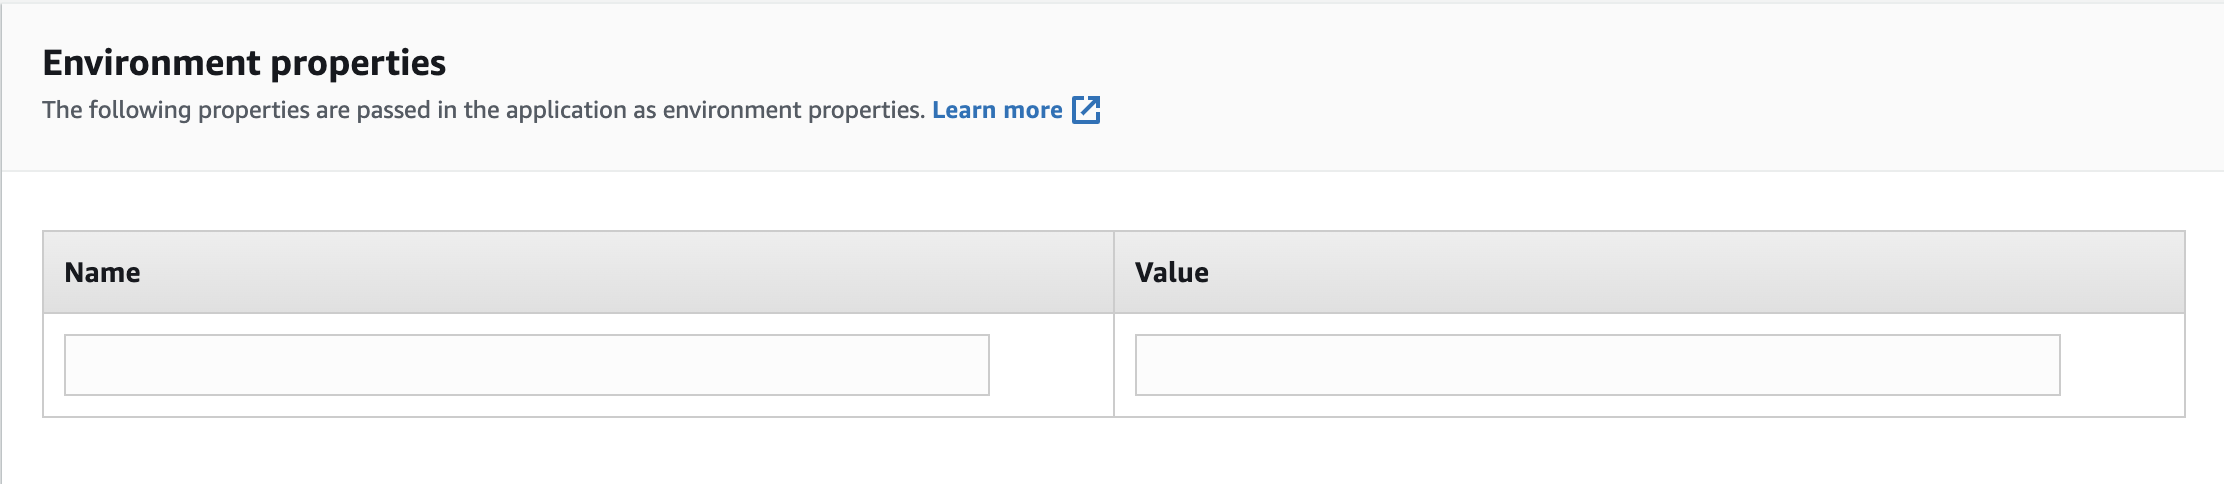 Environment properties
The following properties are passed in the application as environment properties. Learn more
Name
Value